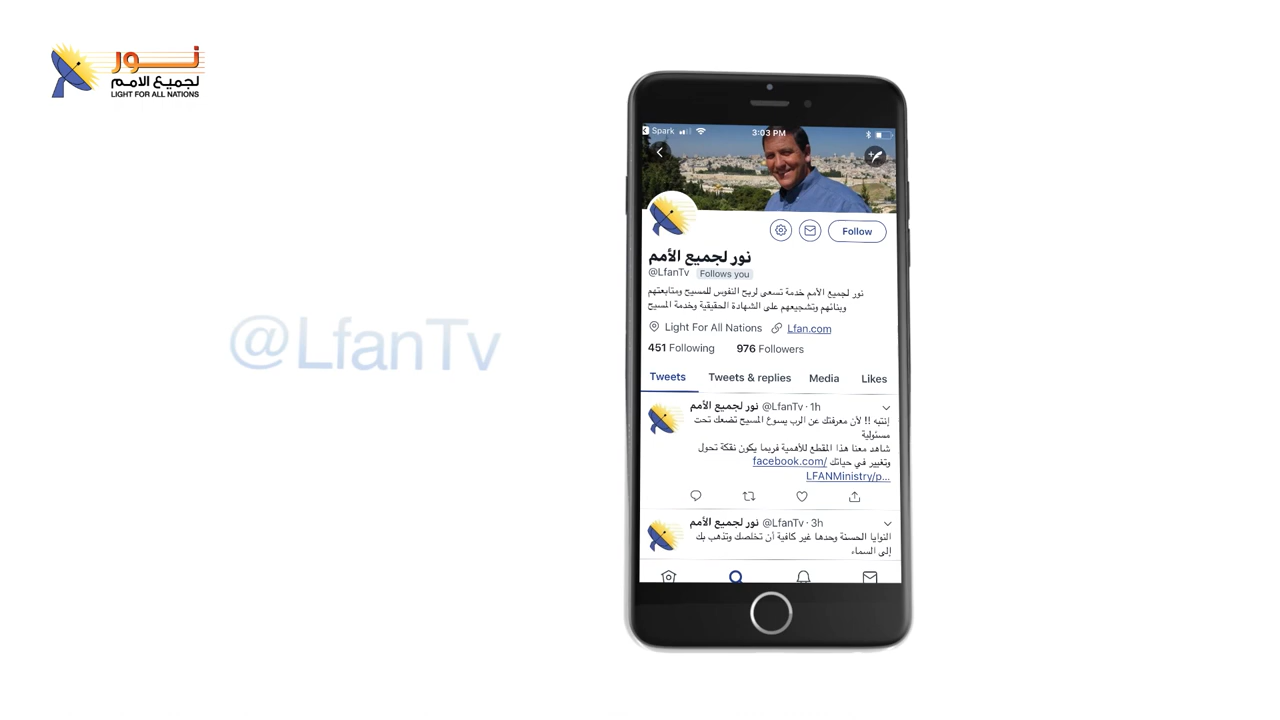 نور
لجميع الامم
LIGHT FOR ALL NATIONS
@LfanTv
Spark
3:03 PM
Follow
نور لجميع الأمم
@LfanTv Follows you
نور لجميع الأمم خدمة تسعى لربح النفوس للمسيح ومتابعتهم
وبنائهم وتشجيعهم على الشهادة الحقيقية وخدمة المسيح
Light For All Nations Lfan.com
451 Following 976 Followers
Tweets Tweets & replies Media Likes
نور لجميع الأمم @LfanTv · 1h
إنتبه !! لأن معرفتك عن الرب يسوع المسيح تضعك تحت
مسئولية
شاهد معنا هذا المقطع للأهمية فربما يكون نقكة تحول
وتغيير في حياتك facebook.com/
LFANMinistry/p...
نور لجميع الأمم @LfanTv · 3h
النوايا الحسنة وحدها غير كافية أن تخلصك وتذهب بك
إلى السماء